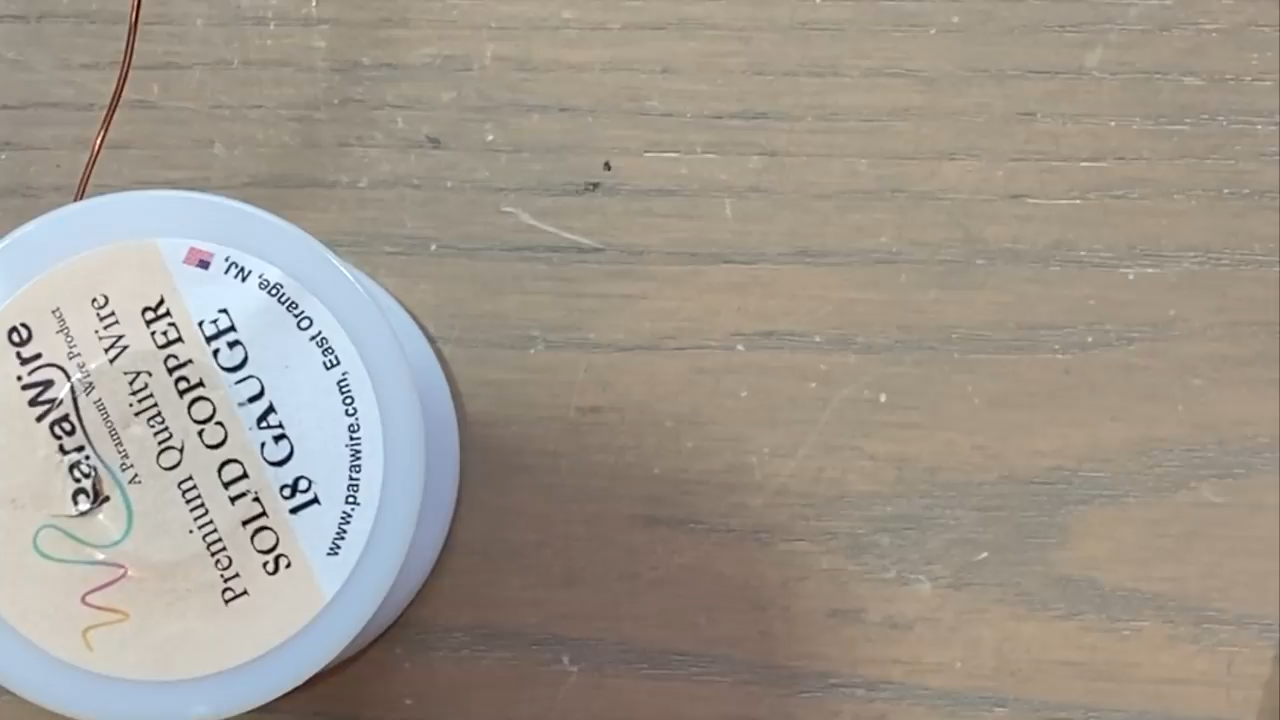 ParaWire
A Paramount Wire Product
Premium Quality Wire
SOLID COPPER
18 GAUGE
www.parawire.com, East Orange, NJ,